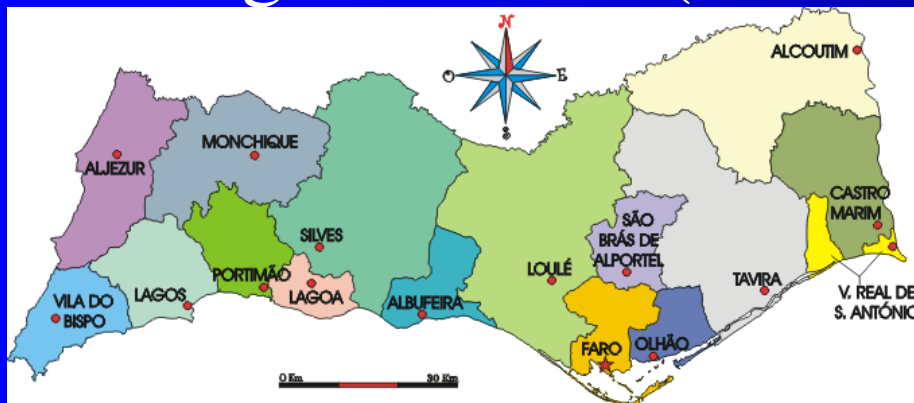 N
O
E
S
ALCOUTIM
MONCHIQUE
ALJEZUR
CASTRO
MARIM
SÃO
BRÁS DE
ALPORTEL
SILVES
PORTIMÃO
LOULÉ
TAVIRA
LAGOS
LAGOA
VILA DO
BISPO
ALBUFEIRA
V. REAL DE
S. ANTÓNIO
FARO
OLHÃO
0 Km
30 Km